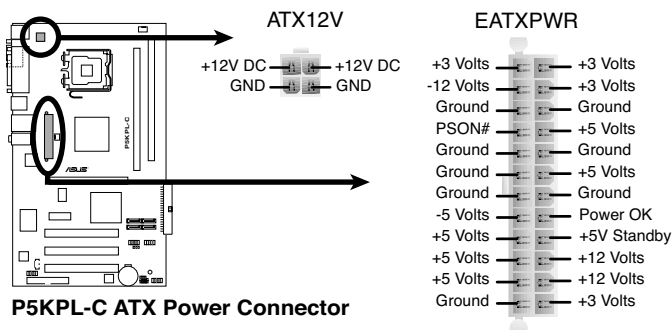 ATX12V
EATXPWR
+12V DC +12V DC
GND GND
+3 Volts +3 Volts
-12 Volts +3 Volts
Ground Ground
PSON# +5 Volts
Ground Ground
Ground +5 Volts
Ground Ground
-5 Volts Power OK
+5 Volts +5V Standby
+5 Volts +12 Volts
+5 Volts +12 Volts
Ground +3 Volts
P5KPL-C
ASUS
P5KPL-C ATX Power Connector